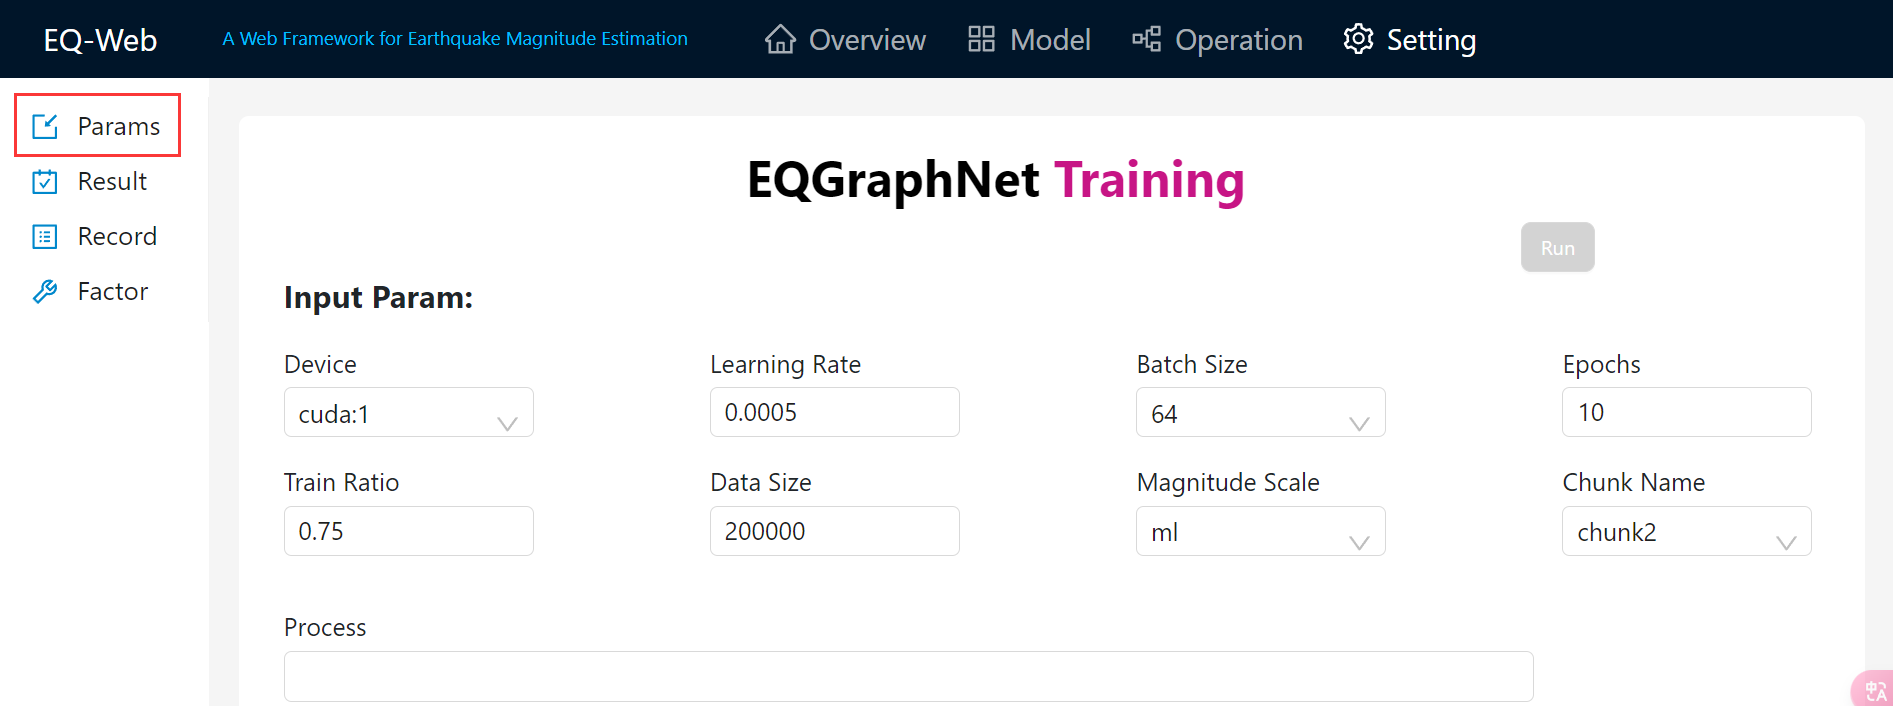 EQ-Web
A Web Framework for Earthquake Magnitude Estimation
Overview
Model
Operation
Setting
Params
Result
Record
Factor
EQGraphNet Training
Run
Input Param:
Device
Learning Rate
Batch Size
Epochs
cuda:1
0.0005
64
10
Train Ratio
Data Size
Magnitude Scale
Chunk Name
0.75
200000
ml
chunk2
Process
中A